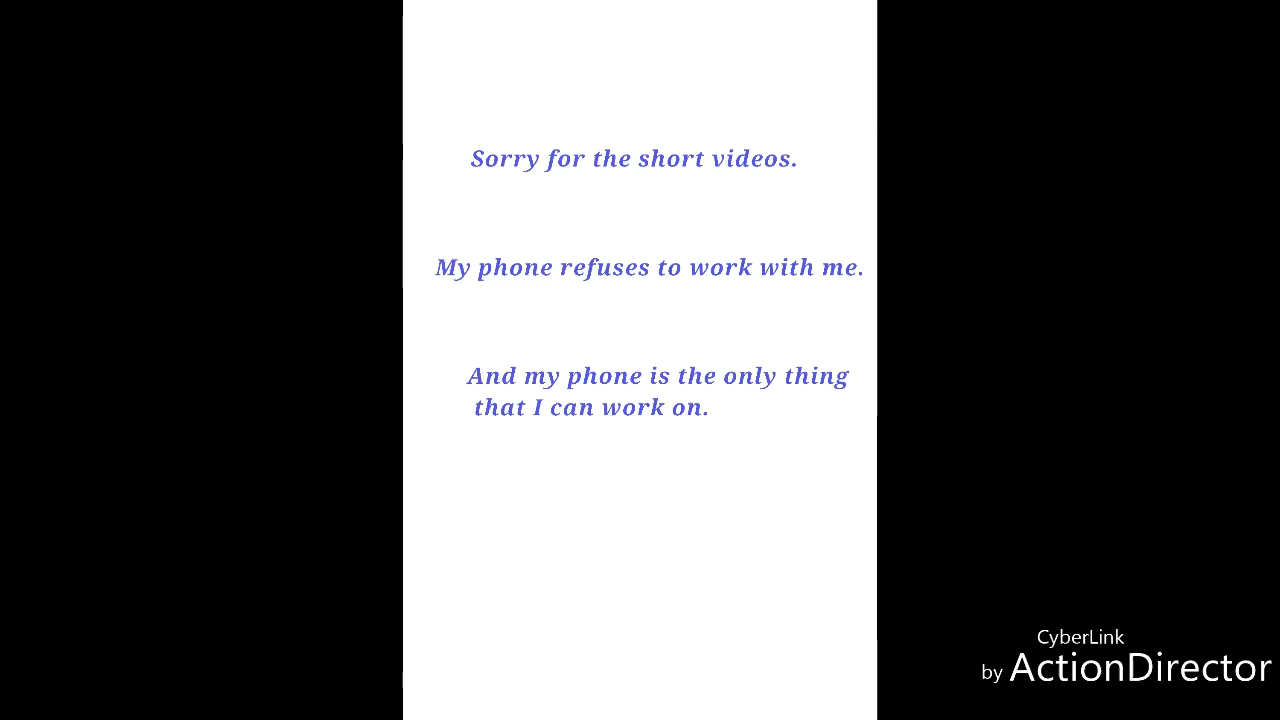 Sorry for the short videos.
My phone refuses to work with me.
And my phone is the only thing
that I can work on.
CyberLink
by ActionDirector